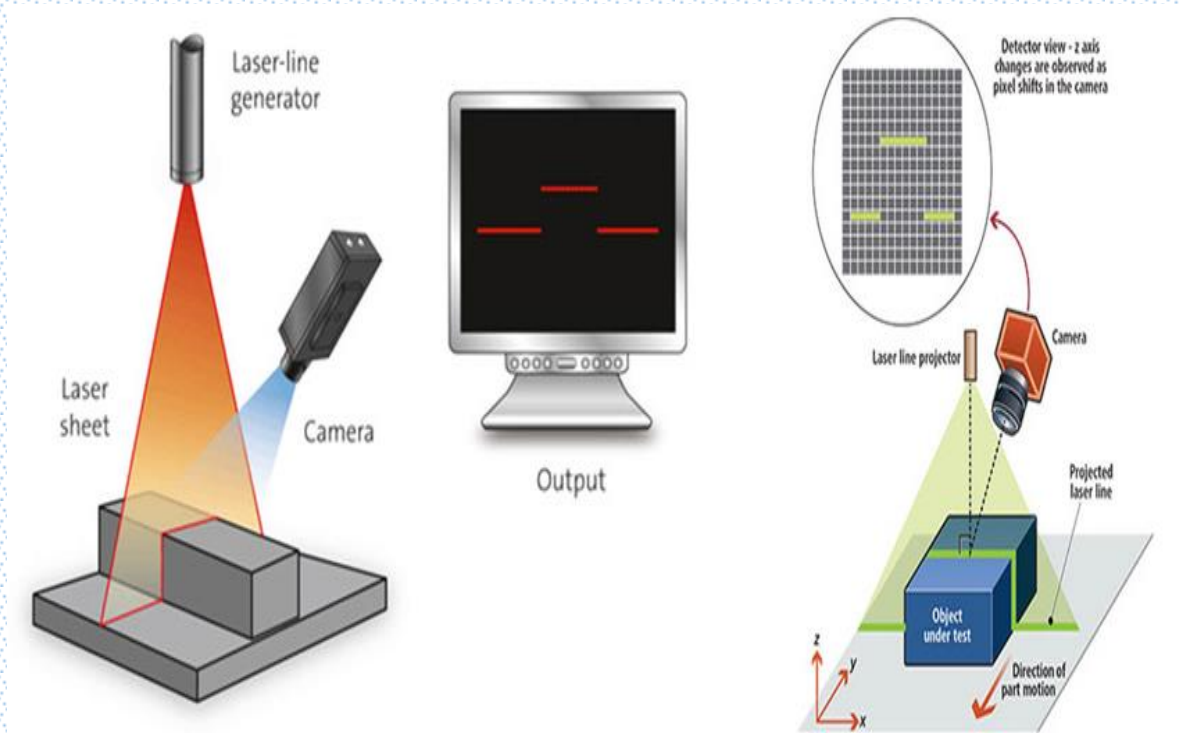 Laser-line
generator
Laser
sheet
Camera
Output
Detector view - z axis
changes are observed as
pixel shifts in the camera
Laser line projector
Camera
Projected
laser line
Object
under test
Direction of
part motion
z
y
x